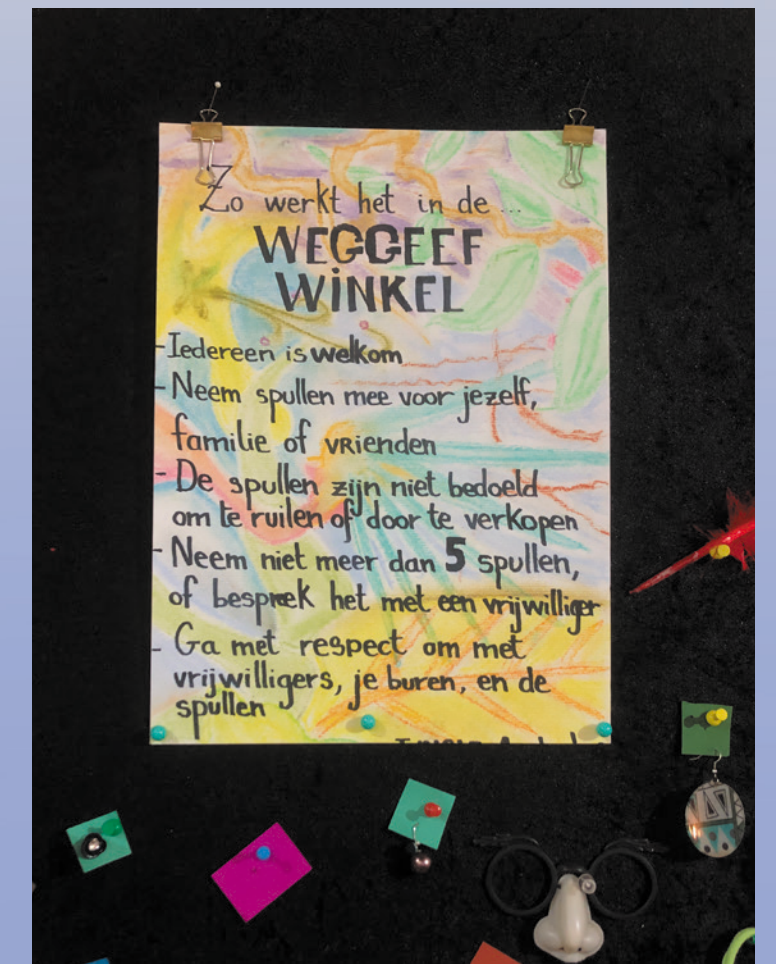 Zo werkt het in de ...
WEGGEEF
WINKEL
- Iedereen is welkom
- Neem spullen mee voor jezelf,
familie of vrienden
- De spullen zijn niet bedoeld
om te ruilen of door te verkopen
- Neem niet meer dan 5 spullen,
of bespreek het met een vrijwilliger
- Ga met respect om met
vrijwilligers, je buren, en de
spullen